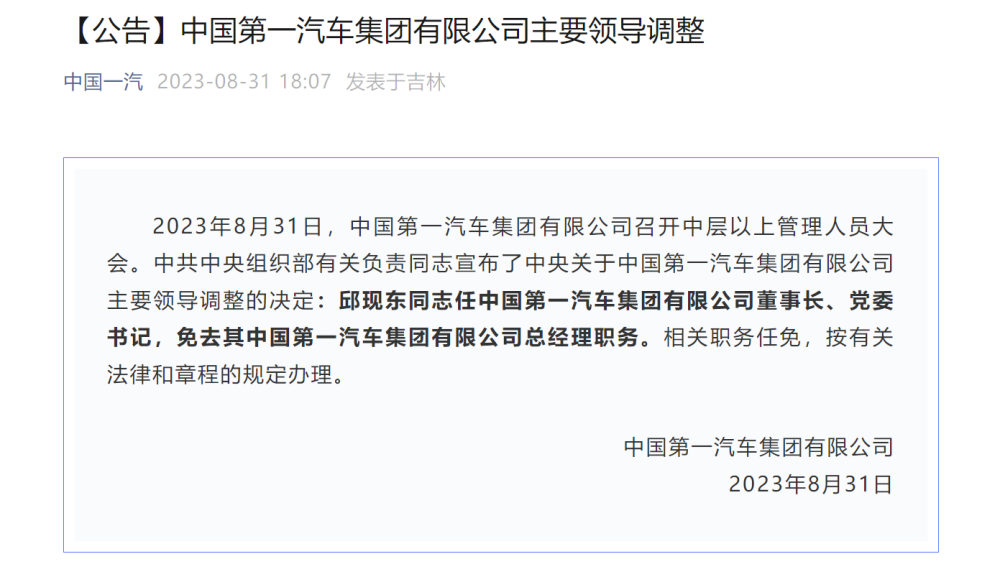 【公告】中国第一汽车集团有限公司主要领导调整
中国一汽 2023-08-31 18:07 发表于吉林
2023年8月31日，中国第一汽车集团有限公司召开中层以上管理人员大
会。中共中央组织部有关负责同志宣布了中央关于中国第一汽车集团有限公司
主要领导调整的决定：邱现东同志任中国第一汽车集团有限公司董事长、党委
书记，免去其中国第一汽车集团有限公司总经理职务。相关职务任免，按有关
法律和章程的规定办理。
中国第一汽车集团有限公司
2023年8月31日